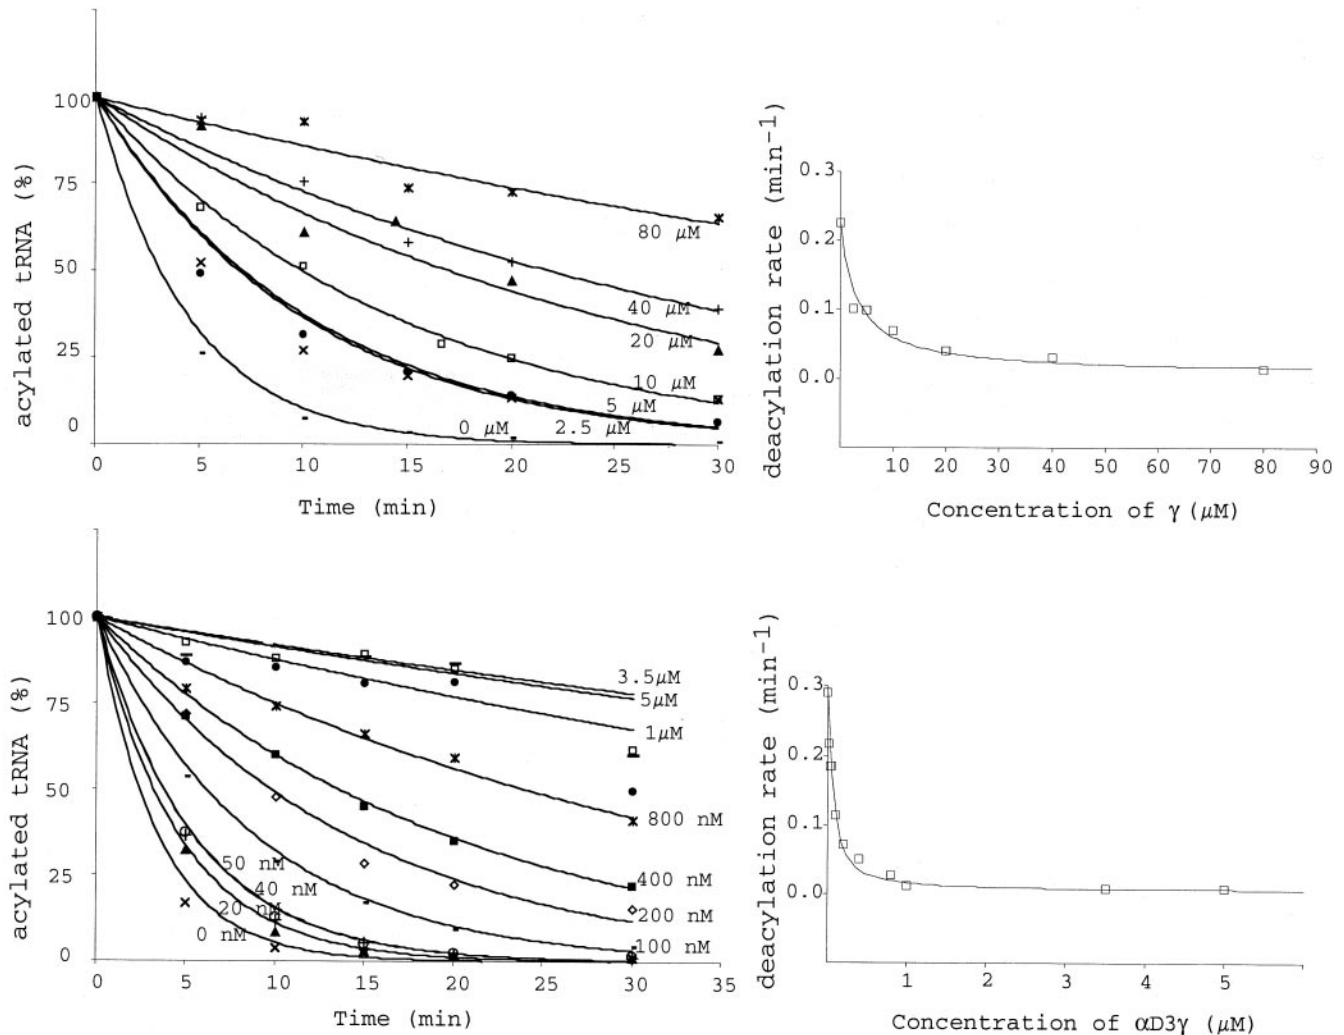 acylated tRNA (%)
100
75
50
25
0
80 μM
40 μM
20 μM
10 μM
5 μM
0 μM 2.5 μM
0 5 10 15 20 25 30
Time (min)
deacylation rate (min-1)
0.3
0.2
0.1
0.0
10 20 30 40 50 60 70 80 90
Concentration of γ (μM)
acylated tRNA (%)
100
75
50
25
0
3.5μM
5μM
1μM
800 nM
400 nM
200 nM
100 nM
50 nM
40 nM
20 nM
0 nM
0 5 10 15 20 25 30 35
Time (min)
deacylation rate (min-1)
0.3
0.2
0.1
0.0
1 2 3 4 5
Concentration of αD3γ (μM)